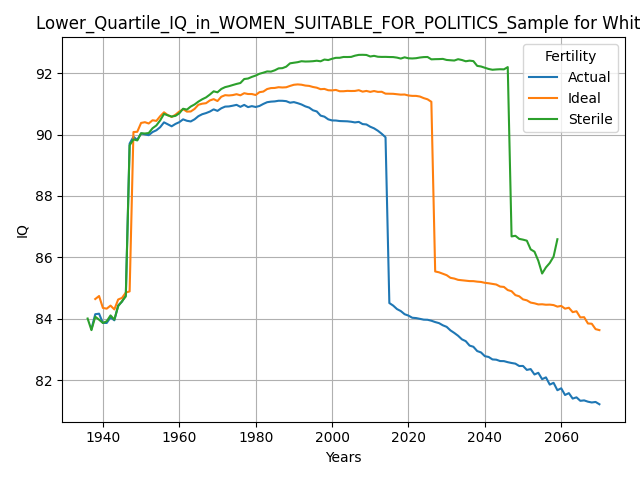 Lower_Quartile_IQ_in_WOMEN_SUITABLE_FOR_POLITICS_Sample for Whit
Fertility
Actual
Ideal
Sterile
92
90
88
86
84
82
IQ
1940 1960 1980 2000 2020 2040 2060
Years